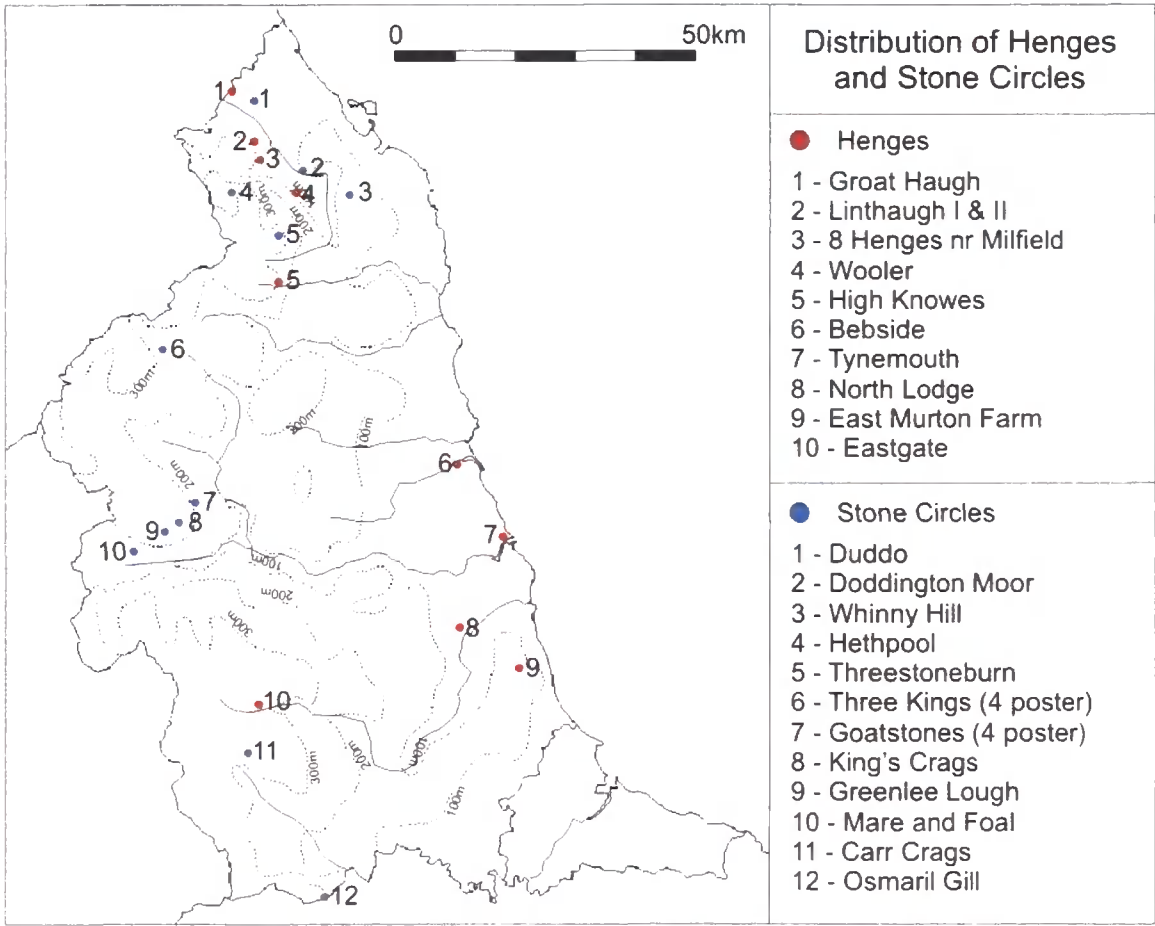 0 50km
1
1
2
3
2
4
4
3
300m
200m
5
5
6
300m
200m
100m
6
200m
7
8
9
10
7
100m
200m
300m
8
9
10
11
300m
200m
100m
100m
12
Distribution of Henges
and Stone Circles
Henges
1 - Groat Haugh
2 - Linthaugh I & II
3 - 8 Henges nr Milfield
4 - Wooler
5 - High Knowes
6 - Bebside
7 - Tynemouth
8 - North Lodge
9 - East Murton Farm
10 - Eastgate
Stone Circles
1 - Duddo
2 - Doddington Moor
3 - Whinny Hill
4 - Hethpool
5 - Threestoneburn
6 - Three Kings (4 poster)
7 - Goatstones (4 poster)
8 - King's Crags
9 - Greenlee Lough
10 - Mare and Foal
11 - Carr Crags
12 - Osmaril Gill